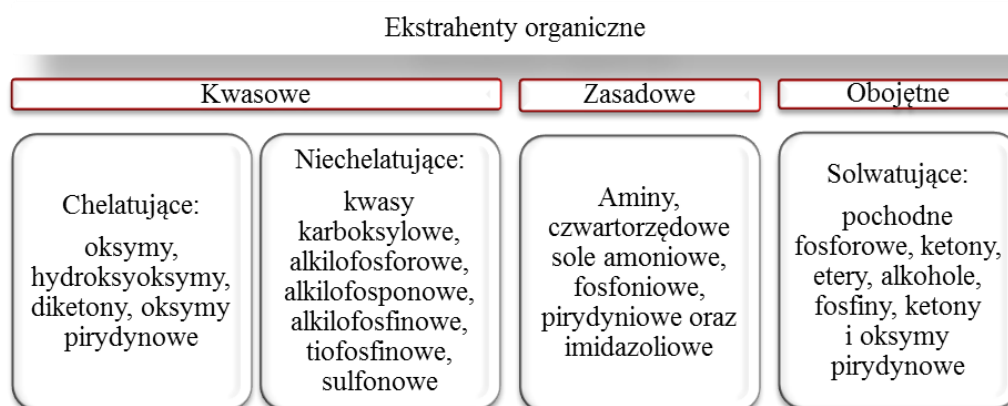 Ekstrahenty organiczne
Kwasowe
Zasadowe
Obojętne
Chelatujące:
oksymy,
hydroksyoksymy,
diketony, oksymy
pirydynowe
Niechelatujące:
kwasy
karboksylowe,
alkilofosforowe,
alkilofosponowe,
alkilofosfinowe,
tiofosfinowe,
sulfonowe
Aminy,
czwartorzędowe
sole amoniowe,
fosfoniowe,
pirydyniowe oraz
imidazoliowe
Solwatujące:
pochodne
fosforowe, ketony,
etery, alkohole,
fosfiny, ketony
i oksymy
pirydynowe